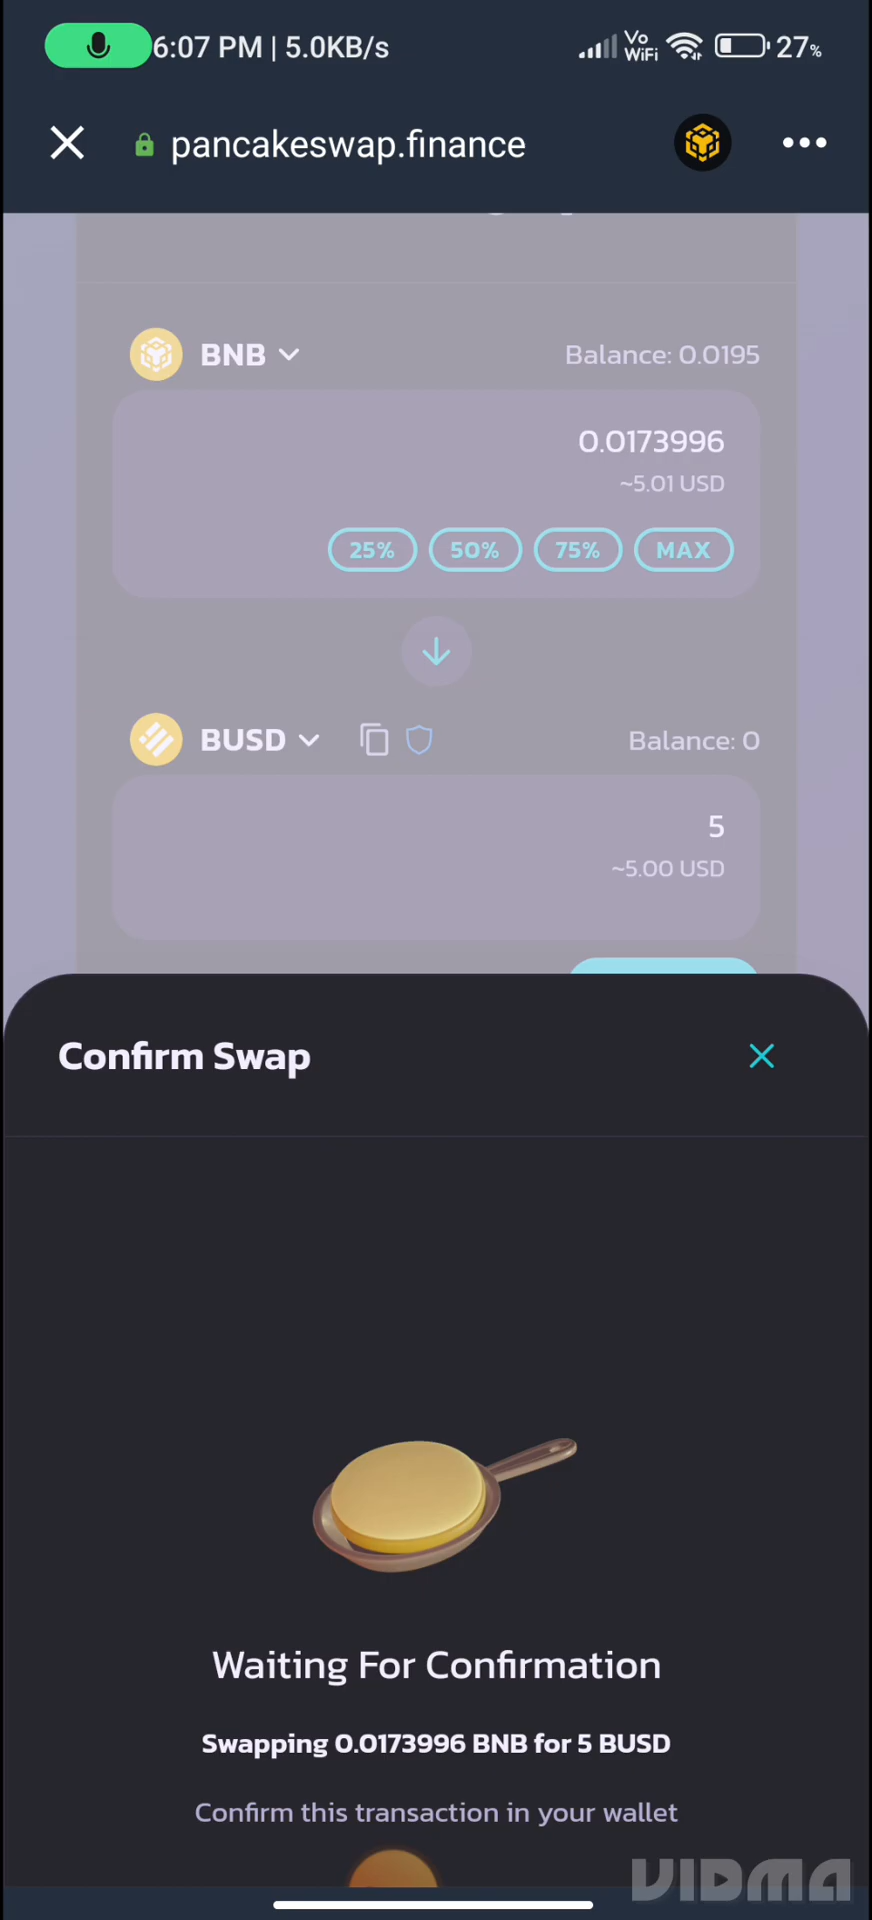 6:07 PM | 5.0KB/s
Vo
WiFi
27%
pancakeswap.finance
BNB
Balance: 0.0195
0.0173996
~5.01 USD
25%
50%
75%
MAX
BUSD
Balance: 0
5
~5.00 USD
Confirm Swap
Waiting For Confirmation
Swapping 0.0173996 BNB for 5 BUSD
Confirm this transaction in your wallet
VIDMA